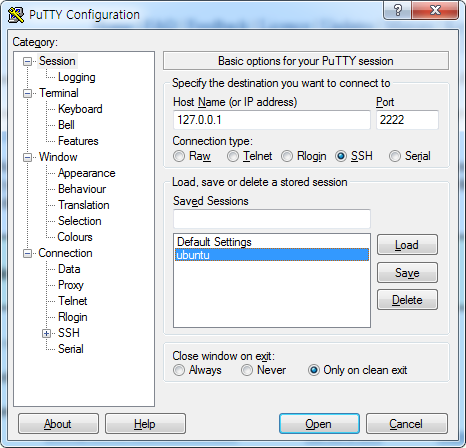 PuTTY Configuration
Category:
Session
Logging
Terminal
Keyboard
Bell
Features
Window
Appearance
Behaviour
Translation
Selection
Colours
Connection
Data
Proxy
Telnet
Rlogin
SSH
Serial
Basic options for your PuTTY session
Specify the destination you want to connect to
Host Name (or IP address) Port
127.0.0.1 2222
Connection type:
Raw Telnet Rlogin SSH Serial
Load, save or delete a stored session
Saved Sessions
Default Settings
ubuntu
Load
Save
Delete
Close window on exit:
Always Never Only on clean exit
About Help Open Cancel